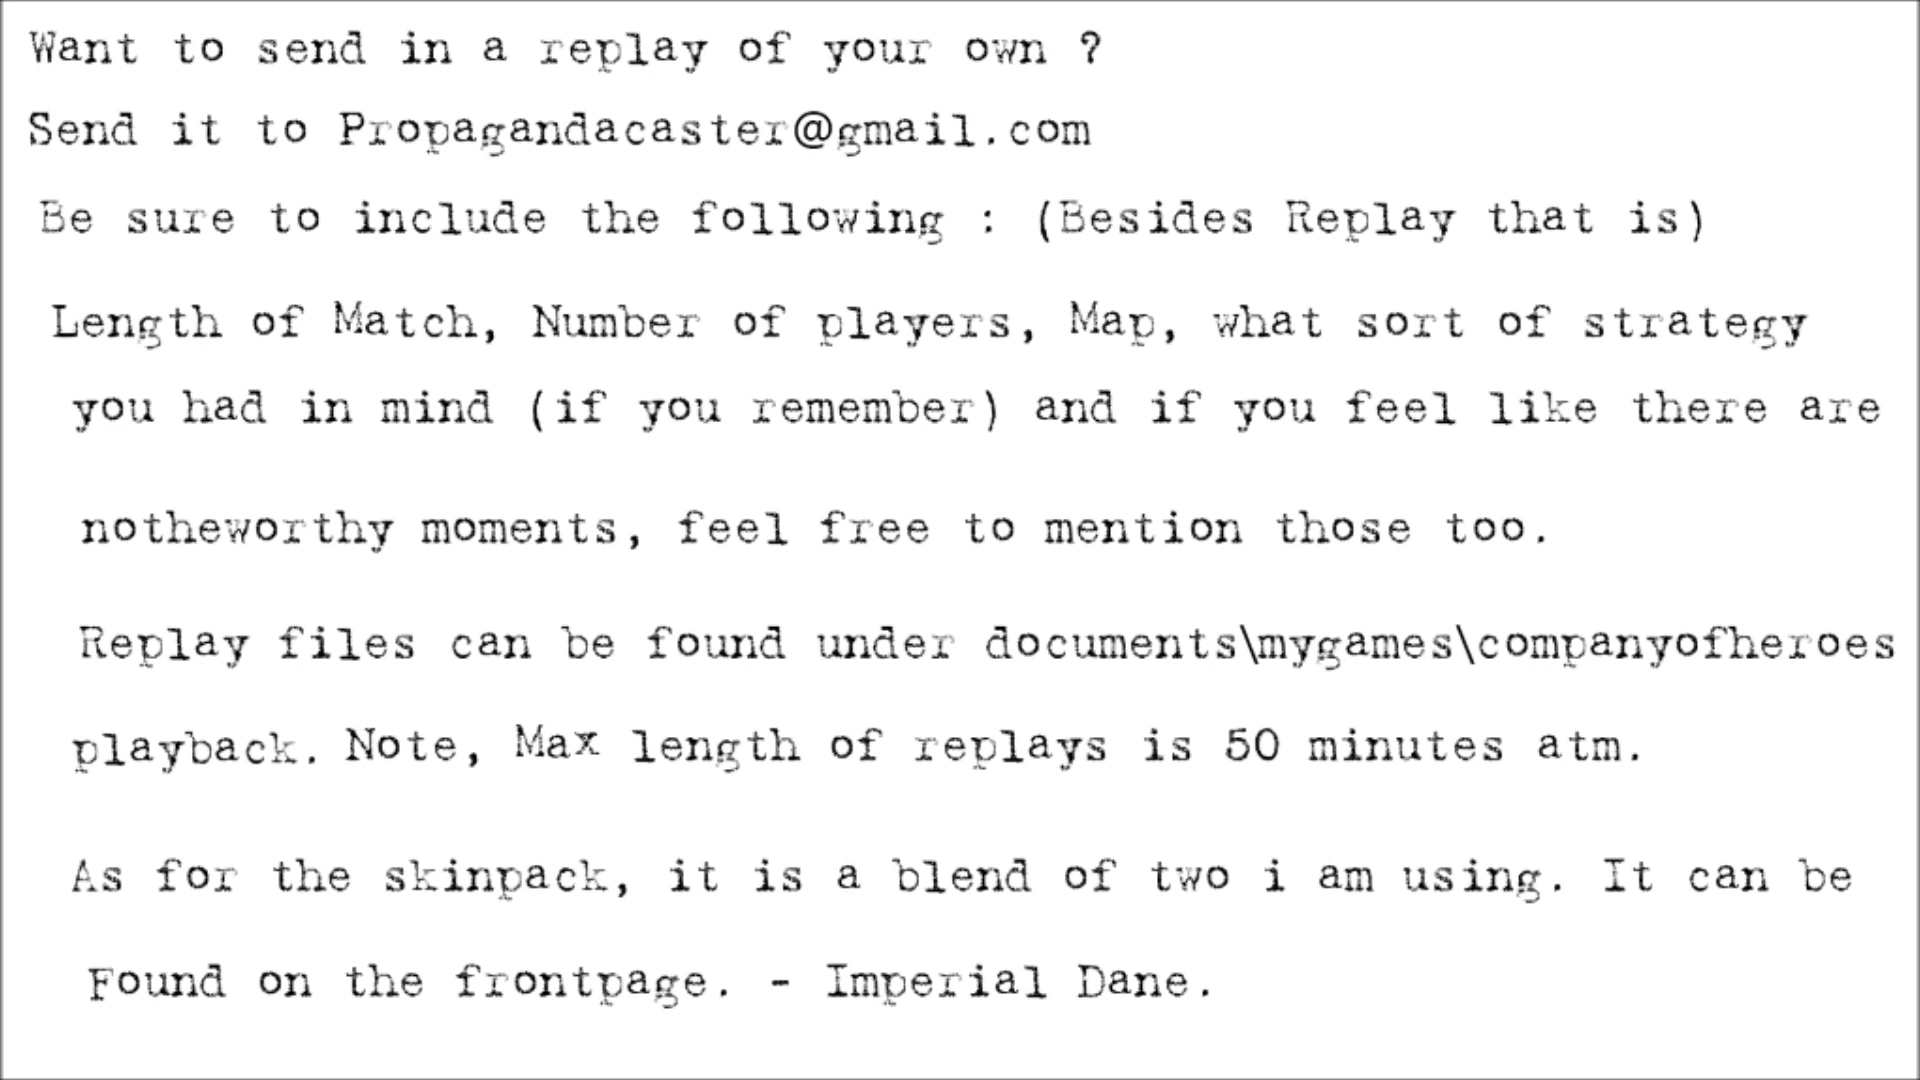 Want to send in a replay of your own ?
Send it to Propagandacaster@gmail.com
Be sure to include the following : (Besides Replay that is)
Length of Match, Number of players, Map, what sort of strategy
you had in mind (if you remember) and if you feel like there are
notheworthy moments, feel free to mention those too.
Replay files can be found under documents\mygames\companyofheroes
playback. Note, Max length of replays is 50 minutes atm.
As for the skinpack, it is a blend of two i am using. It can be
Found on the frontpage. - Imperial Dane.